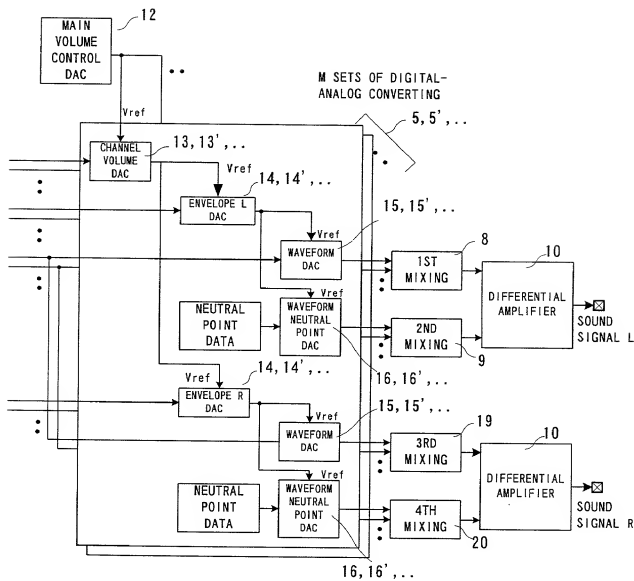 MAIN
VOLUME
CONTROL
DAC
12
M SETS OF DIGITAL-
ANALOG CONVERTING
5,5',..
Vref
CHANNEL
VOLUME
DAC
13,13',..
Vref
14,14',..
ENVELOPE L
DAC
15,15',..
Vref
WAVEFORM
DAC
1ST
MIXING
8
10
DIFFERENTIAL
AMPLIFIER
SOUND
SIGNAL L
Vref
NEUTRAL
POINT
DATA
WAVEFORM
NEUTRAL
POINT
DAC
2ND
MIXING
9
16,16',..
14,14',..
Vref
ENVELOPE R
DAC
15,15',..
Vref
WAVEFORM
DAC
3RD
MIXING
19
10
DIFFERENTIAL
AMPLIFIER
SOUND
SIGNAL R
Vref
NEUTRAL
POINT
DATA
WAVEFORM
NEUTRAL
POINT
DAC
4TH
MIXING
20
16,16',..